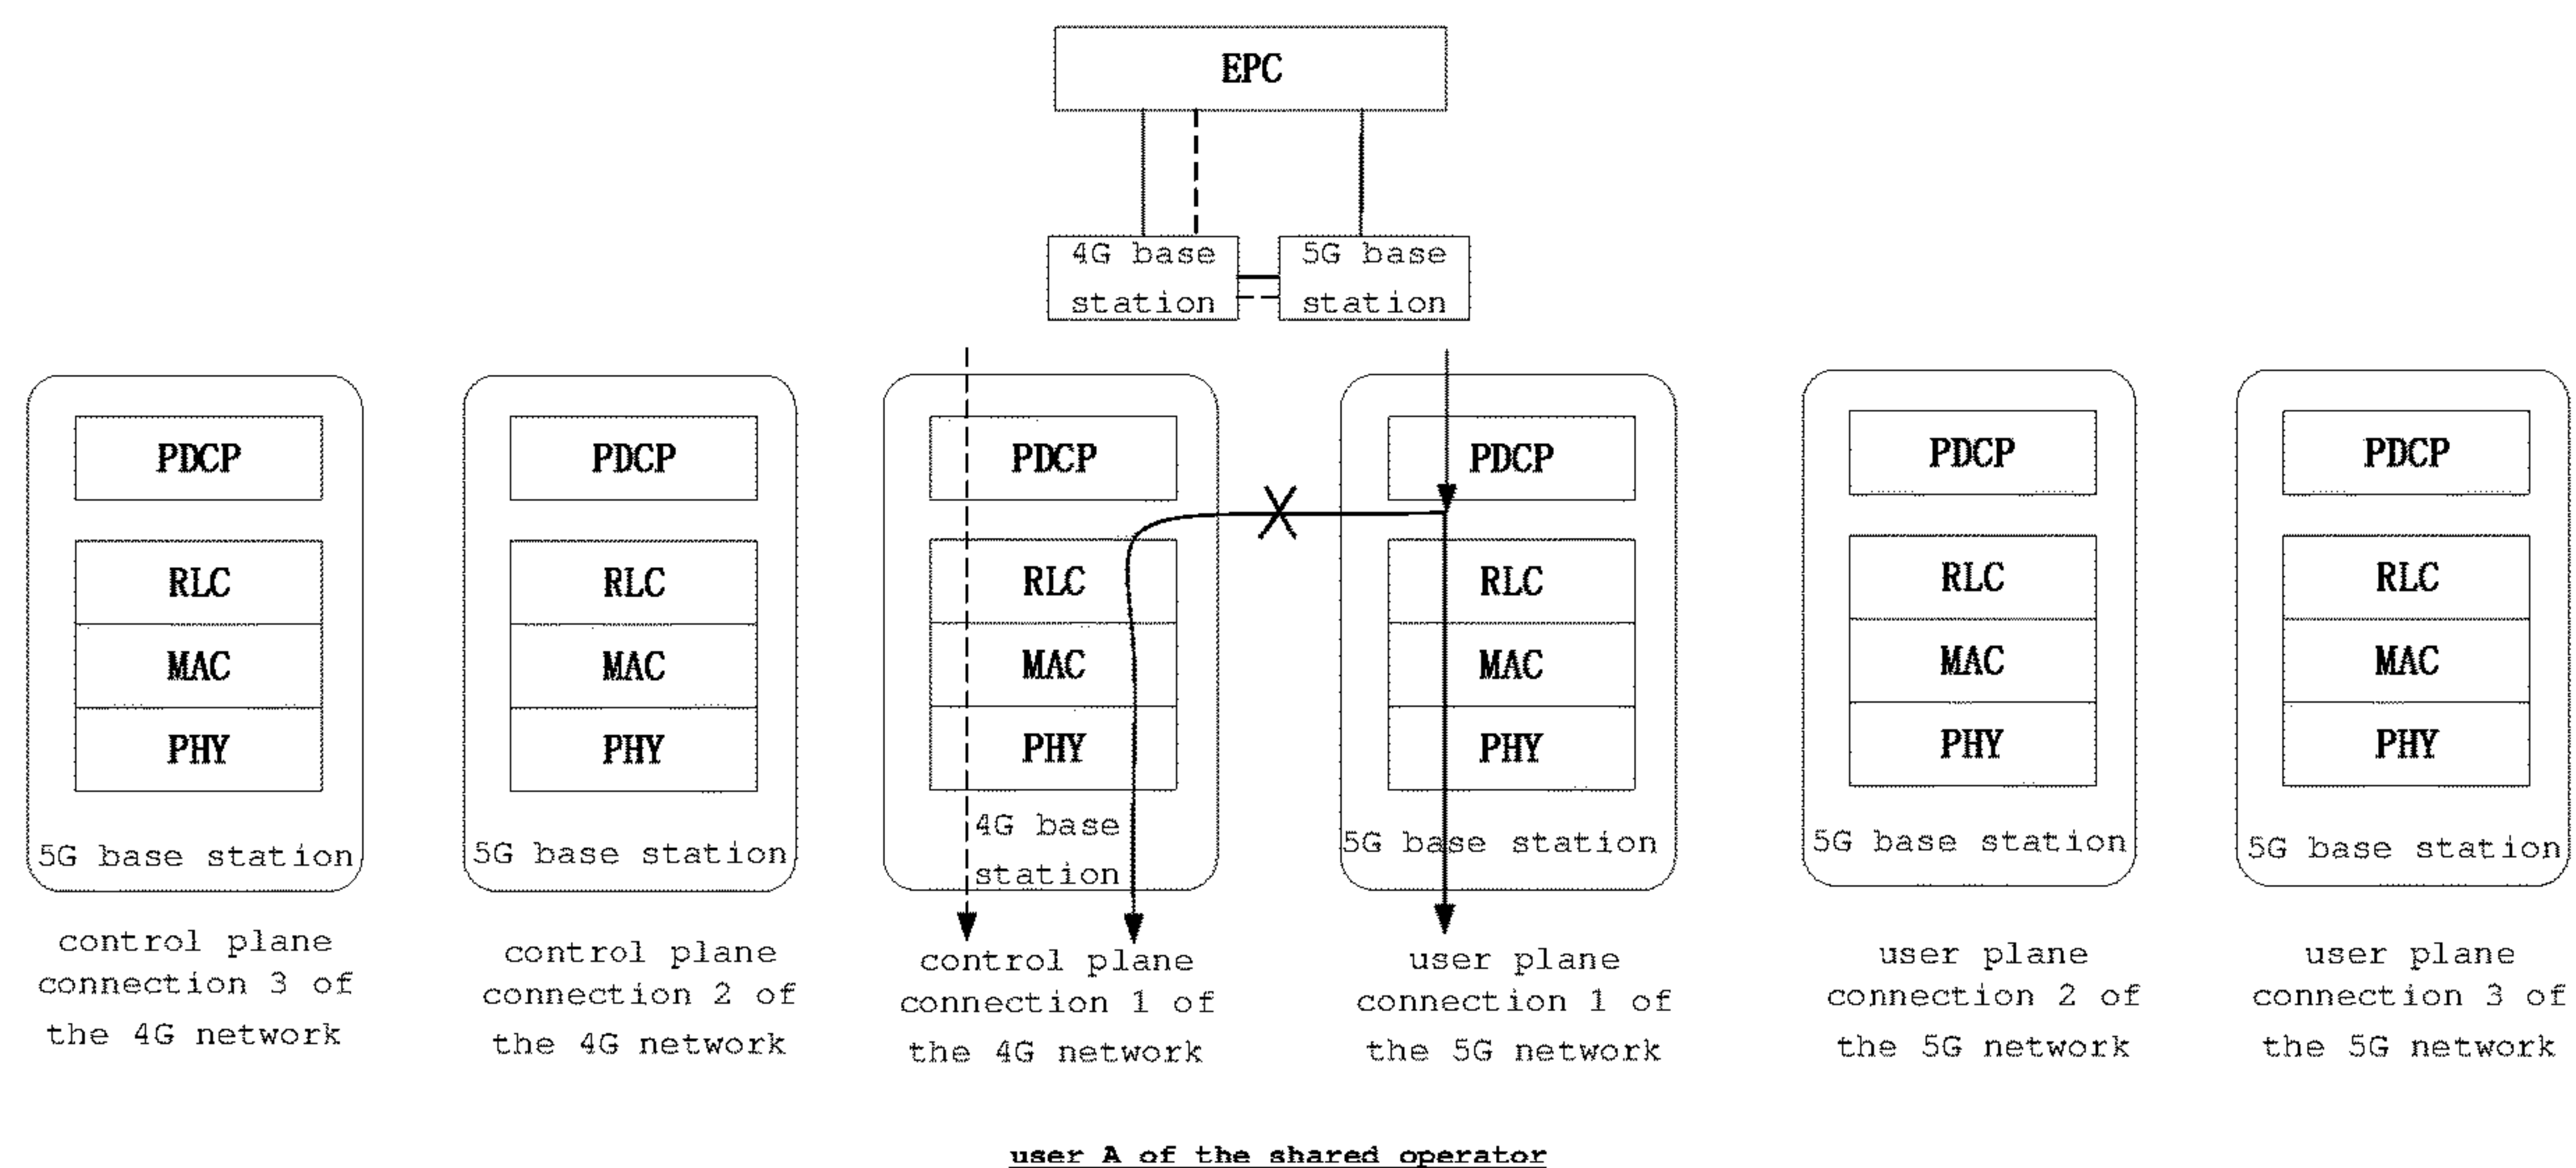 EPC
4G base
station
5G base
station
PDCP
RLC
MAC
PHY
5G base station
control plane
connection 3 of
the 4G network
PDCP
RLC
MAC
PHY
5G base station
control plane
connection 2 of
the 4G network
PDCP
RLC
MAC
PHY
4G base
station
control plane
connection 1 of
the 4G network
PDCP
RLC
MAC
PHY
5G base station
user plane
connection 1 of
the 5G network
PDCP
RLC
MAC
PHY
5G base station
user plane
connection 2 of
the 5G network
PDCP
RLC
MAC
PHY
5G base station
user plane
connection 3 of
the 5G network
user A of the shared operator